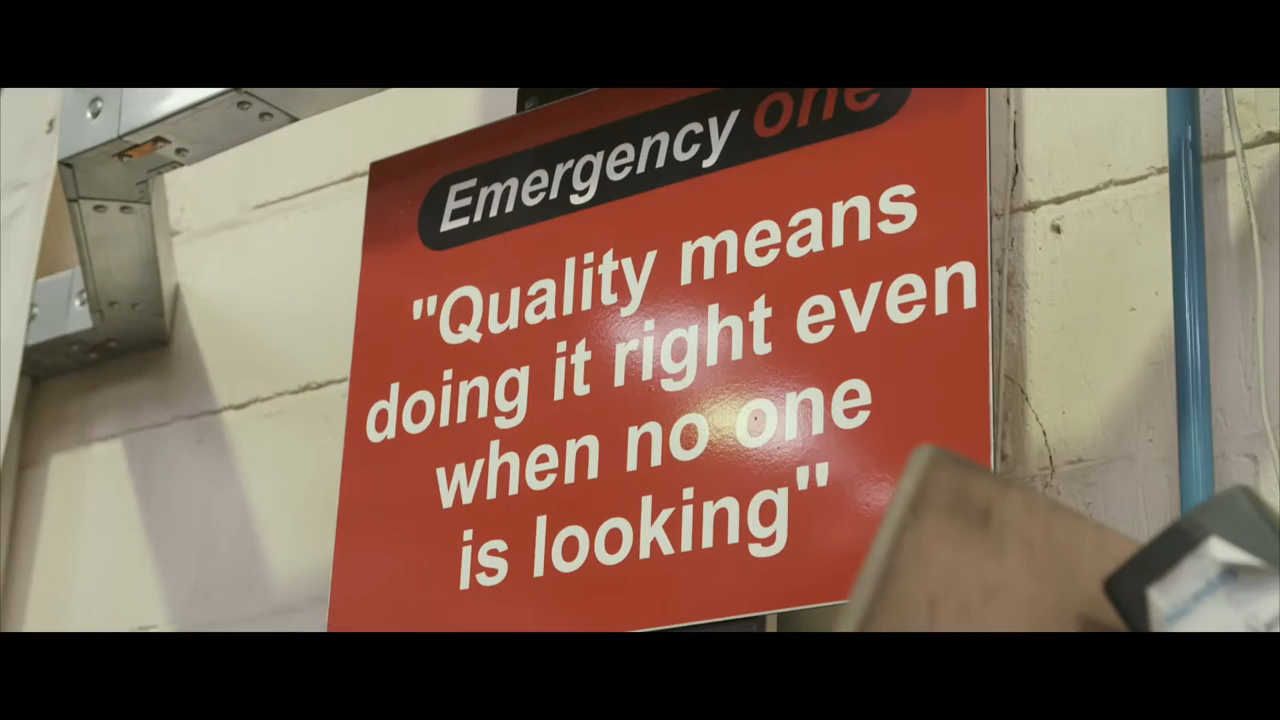 Emergency one
"Quality means
doing it right even
when no one
is looking"